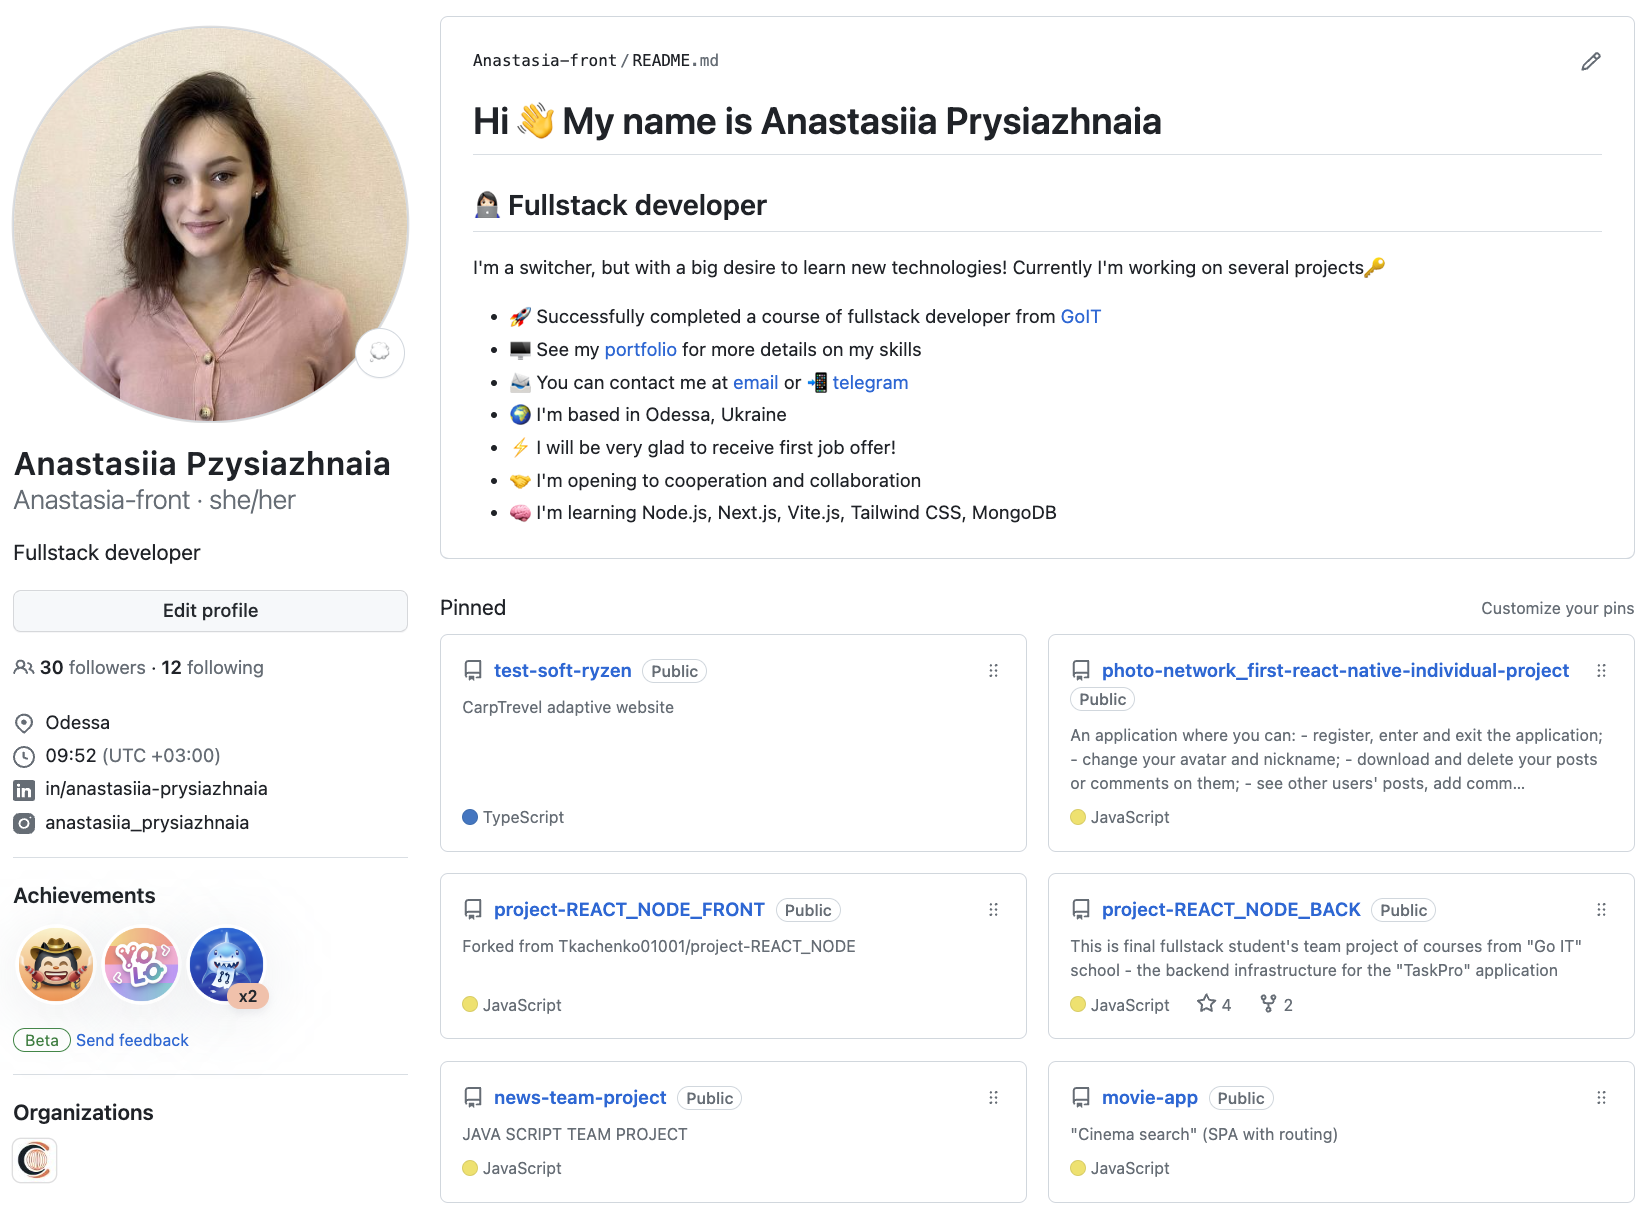 Anastasiia Pzysiazhnaia
Anastasia-front · she/her
Fullstack developer
Edit profile
30 followers · 12 following
Odessa
09:52 (UTC +03:00)
in/anastasiia-prysiazhnaia
anastasiia_prysiazhnaia
Achievements
YOLO
x2
Beta Send feedback
Organizations
Anastasia-front/README.md
Hi 👋 My name is Anastasiia Prysiazhnaia
👩🏻‍💻 Fullstack developer
I'm a switcher, but with a big desire to learn new technologies! Currently I'm working on several projects🔑
• 🚀 Successfully completed a course of fullstack developer from GoIT
• 🖥️ See my portfolio for more details on my skills
• 📨 You can contact me at email or 📲 telegram
• 🌍 I'm based in Odessa, Ukraine
• ⚡ I will be very glad to receive first job offer!
• 🤝 I'm opening to cooperation and collaboration
• 🧠 I'm learning Node.js, Next.js, Vite.js, Tailwind CSS, MongoDB
Pinned
Customize your pins
test-soft-ryzen Public
CarpTrevel adaptive website
TypeScript
photo-network_first-react-native-individual-project
Public
An application where you can: - register, enter and exit the application;
- change your avatar and nickname; - download and delete your posts
or comments on them; - see other users' posts, add comm...
JavaScript
project-REACT_NODE_FRONT Public
Forked from Tkachenko01001/project-REACT_NODE
JavaScript
project-REACT_NODE_BACK Public
This is final fullstack student's team project of courses from "Go IT"
school - the backend infrastructure for the "TaskPro" application
JavaScript 4 2
news-team-project Public
JAVA SCRIPT TEAM PROJECT
JavaScript
movie-app Public
"Cinema search" (SPA with routing)
JavaScript